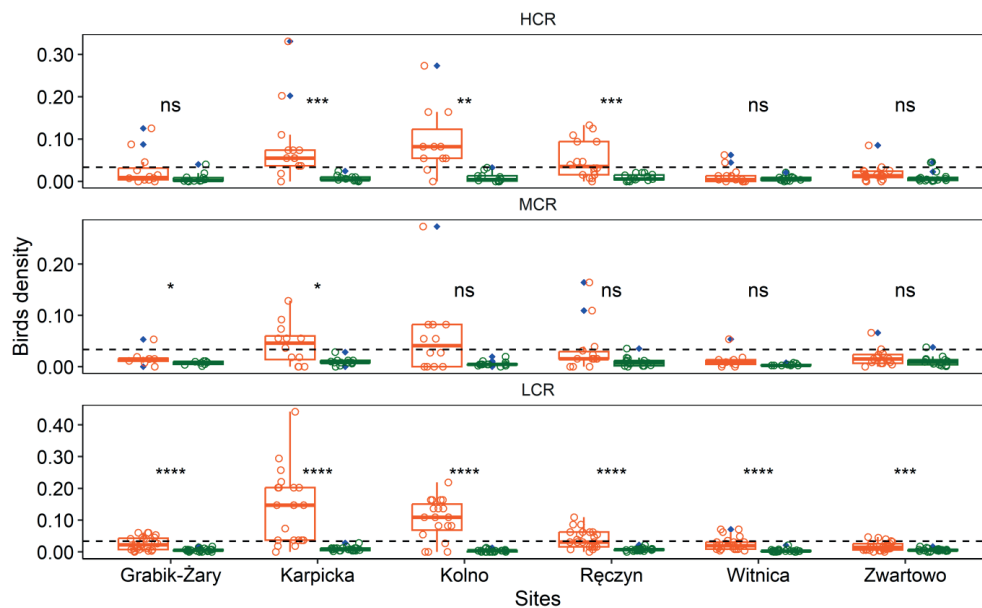 HCR
0.30
0.20
0.10
0.00
ns *** ** *** ns ns
MCR
0.20
0.10
0.00
* * ns ns ns ns
LCR
0.40
0.30
0.20
0.10
0.00
**** **** **** **** **** ***
Birds density
Grabik-Żary Karpicka Kolno Ręczyn Witnica Zwartowo
Sites